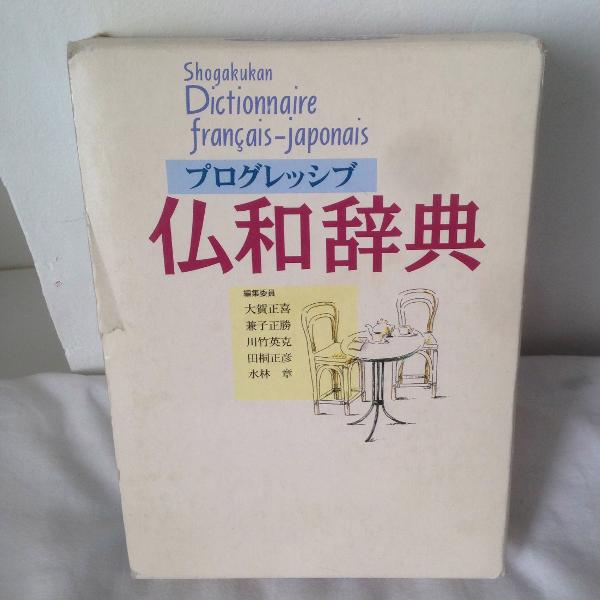 Shogakukan
Dictionnaire
français-japonais
プログレッシブ
仏和辞典
編集委員
大賀正喜
兼子正勝
川竹英克
田桐正彦
水林 章